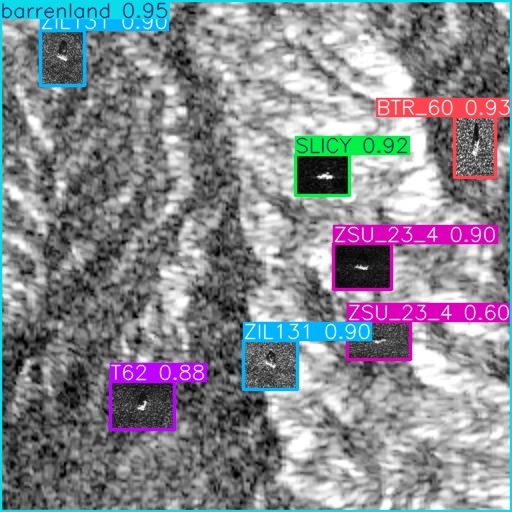 barrenland 0.95
ZIL131 0.90
BTR_60 0.93
SLICY 0.92
ZSU_23_4 0.90
ZSU_23_4 0.60
ZIL131 0.90
T62 0.88